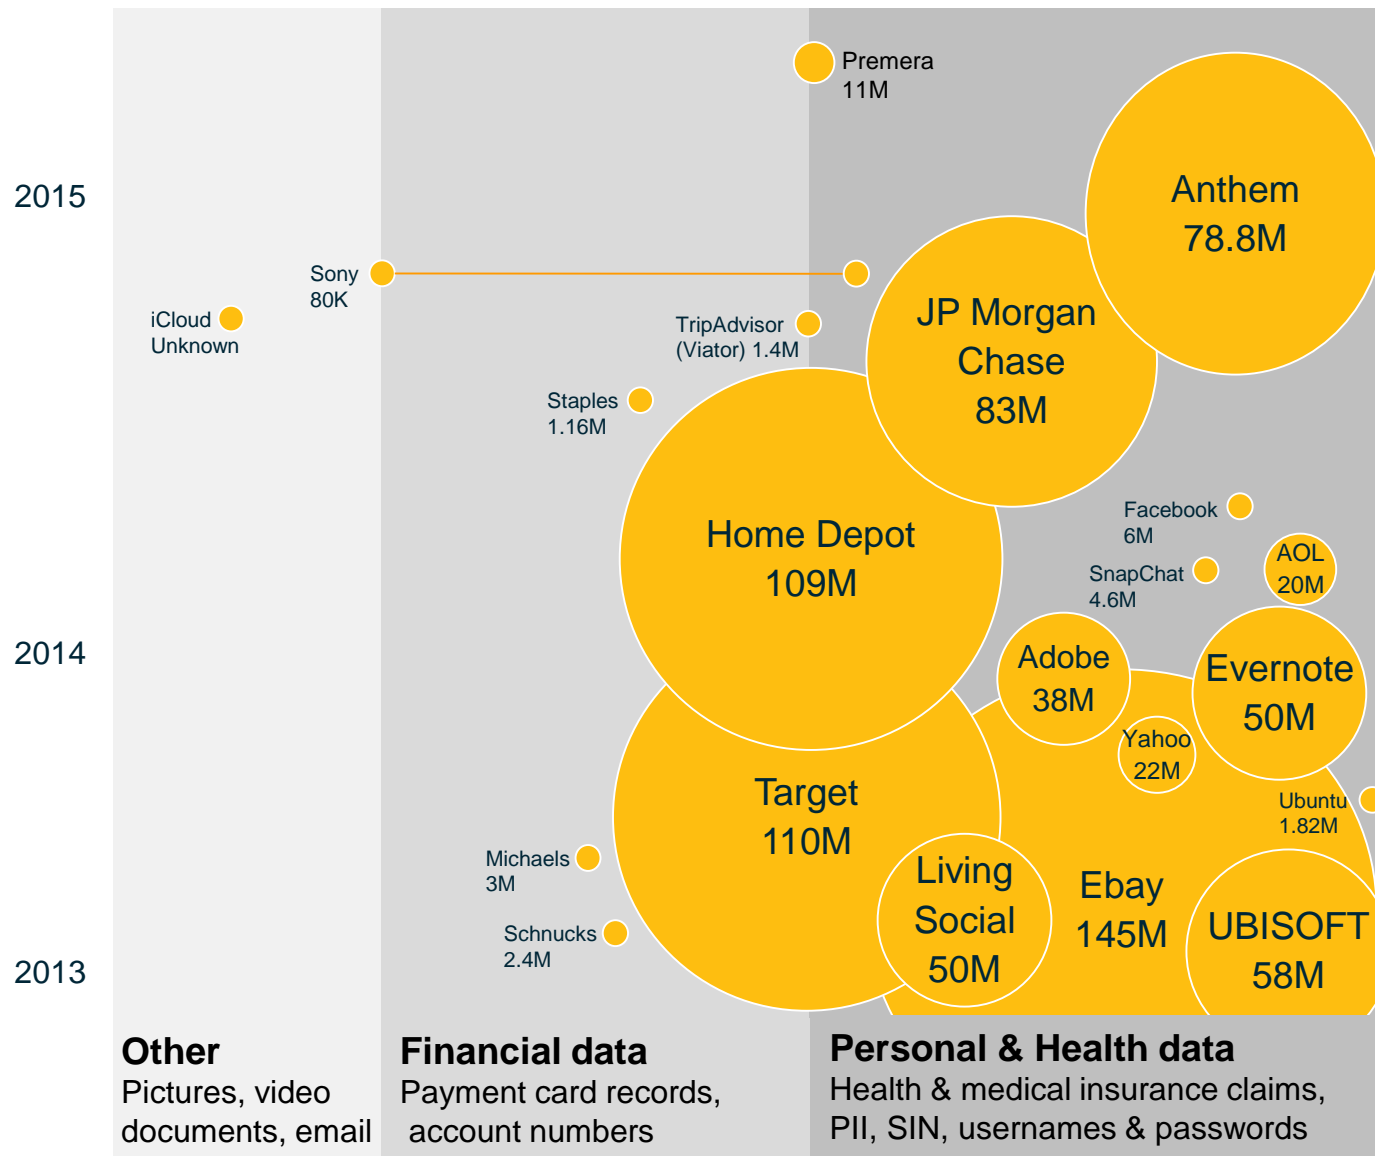 Premera
11M
2015
Anthem
78.8M
Sony
80K
iCloud
Unknown
TripAdvisor
(Viator) 1.4M
JP Morgan
Chase
83M
Staples
1.16M
Home Depot
109M
Facebook
6M
SnapChat
4.6M
AOL
20M
2014
Adobe
38M
Evernote
50M
Yahoo
22M
Target
110M
Ubuntu
1.82M
Michaels
3M
Living
Social
50M
Ebay
145M
UBISOFT
58M
Schnucks
2.4M
2013
Other
Pictures, video
documents, email
Financial data
Payment card records,
account numbers
Personal & Health data
Health & medical insurance claims,
PII, SIN, usernames & passwords